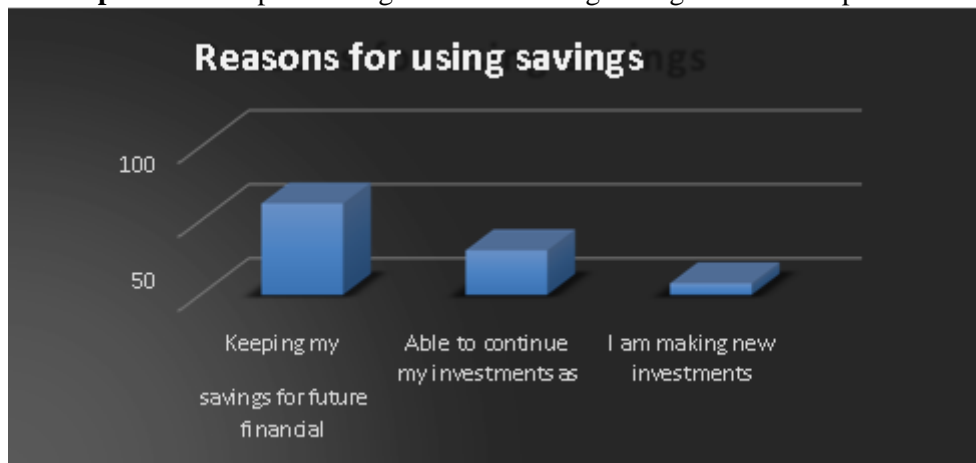 Reasons for using savings
100
50
Keeping my
savings for future
financial
Able to continue
my investments as
I am making new
investments